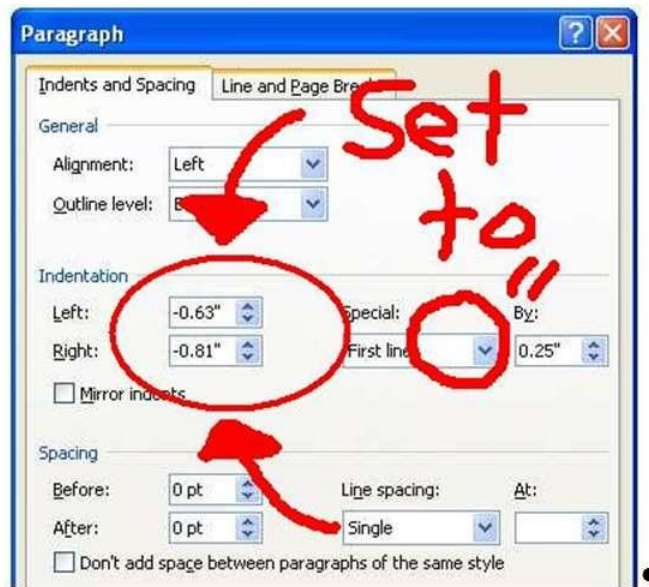 Paragraph
Indents and Spacing Line and Page Breaks
Set
General
Alignment: Left
to
Outline level:
0"
Indentation
Left: -0.63" Special: By:
Right: -0.81" First line 0.25"
Mirror indents
Spacing
Before: 0 pt Line spacing: At:
After: 0 pt Single
Don't add space between paragraphs of the same style